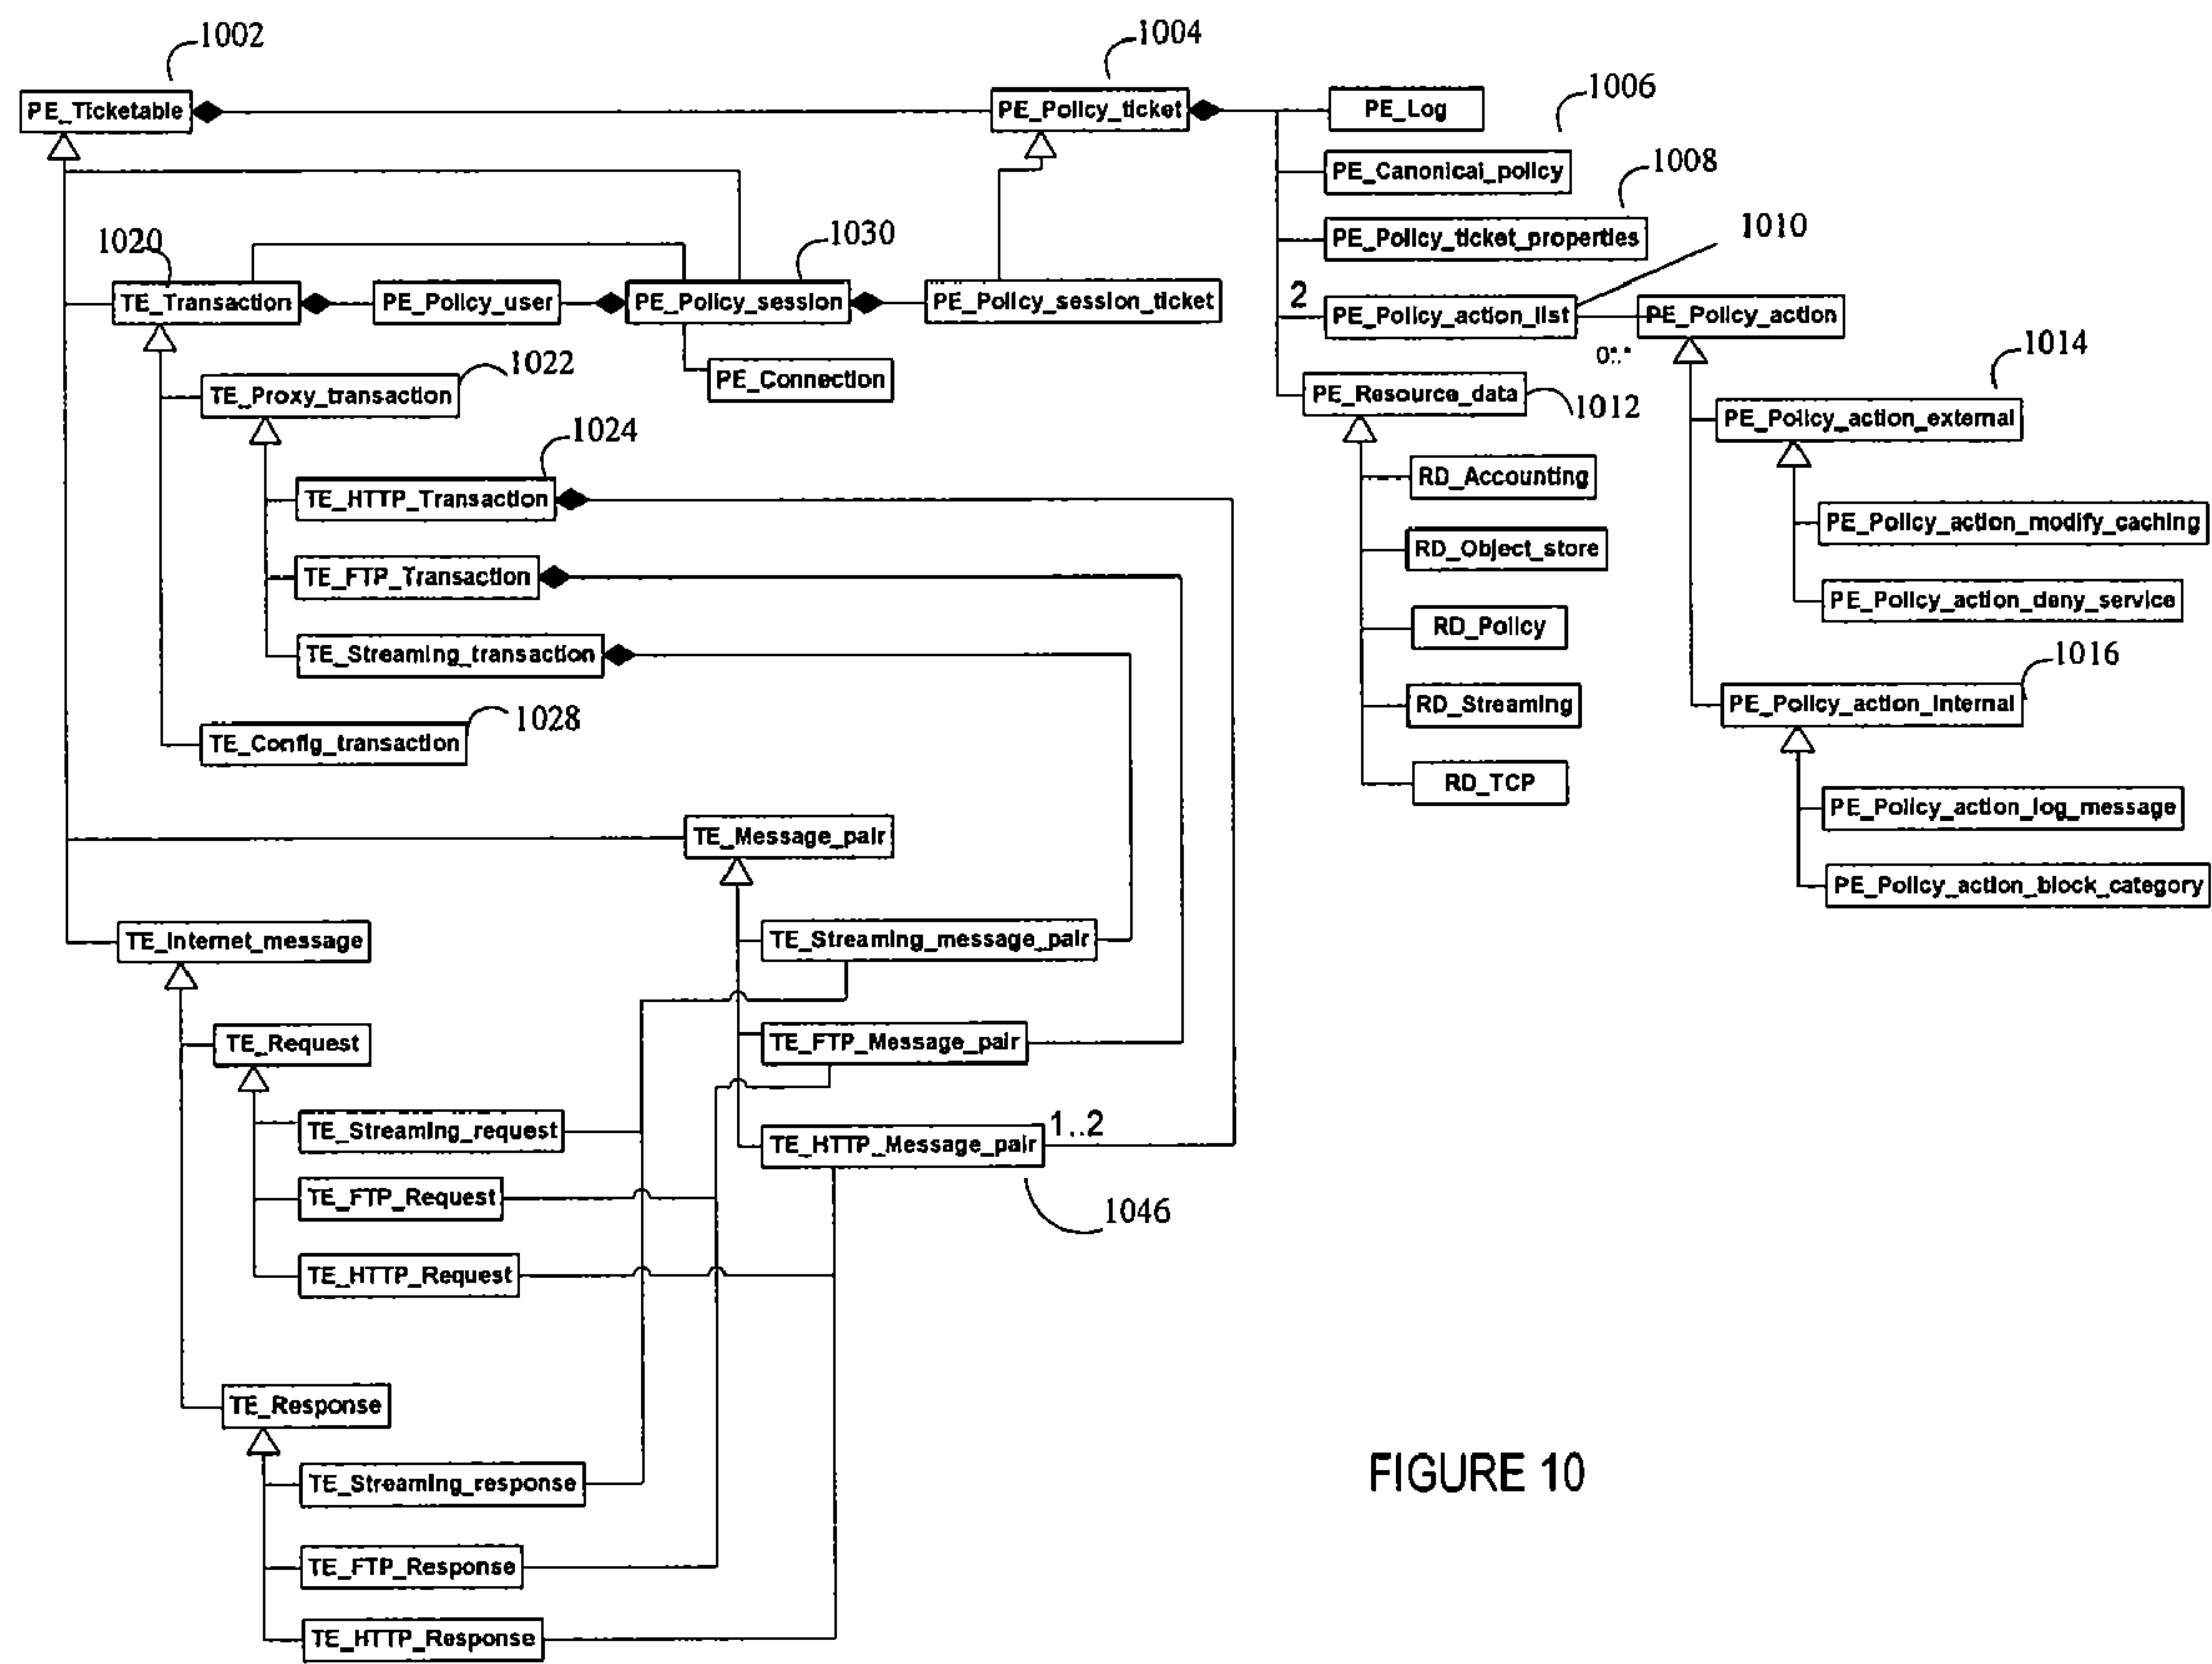 1002
1004
1006
PE_Ticketable
PE_Policy_ticket
PE_Log
1008
PE_Canonical_policy
1010
PE_Policy_ticket_properties
1020
1030
TE_Transaction
PE_Policy_user
PE_Policy_session
PE_Policy_session_ticket
2
PE_Policy_action_list
PE_Policy_action
0..*
1014
1022
PE_Connection
TE_Proxy_transaction
PE_Resource_data
1012
PE_Policy_action_external
1024
RD_Accounting
TE_HTTP_Transaction
PE_Policy_action_modify_caching
RD_Object_store
TE_FTP_Transaction
PE_Policy_action_deny_service
RD_Policy
TE_Streaming_transaction
1016
RD_Streaming
PE_Policy_action_internal
1028
TE_Config_transaction
RD_TCP
PE_Policy_action_log_message
TE_Message_pair
PE_Policy_action_block_category
TE_Internet_message
TE_Streaming_message_pair
TE_Request
TE_FTP_Message_pair
TE_Streaming_request
1..2
TE_HTTP_Message_pair
TE_FTP_Request
1046
TE_HTTP_Request
TE_Response
TE_Streaming_response
FIGURE 10
TE_FTP_Response
TE_HTTP_Response